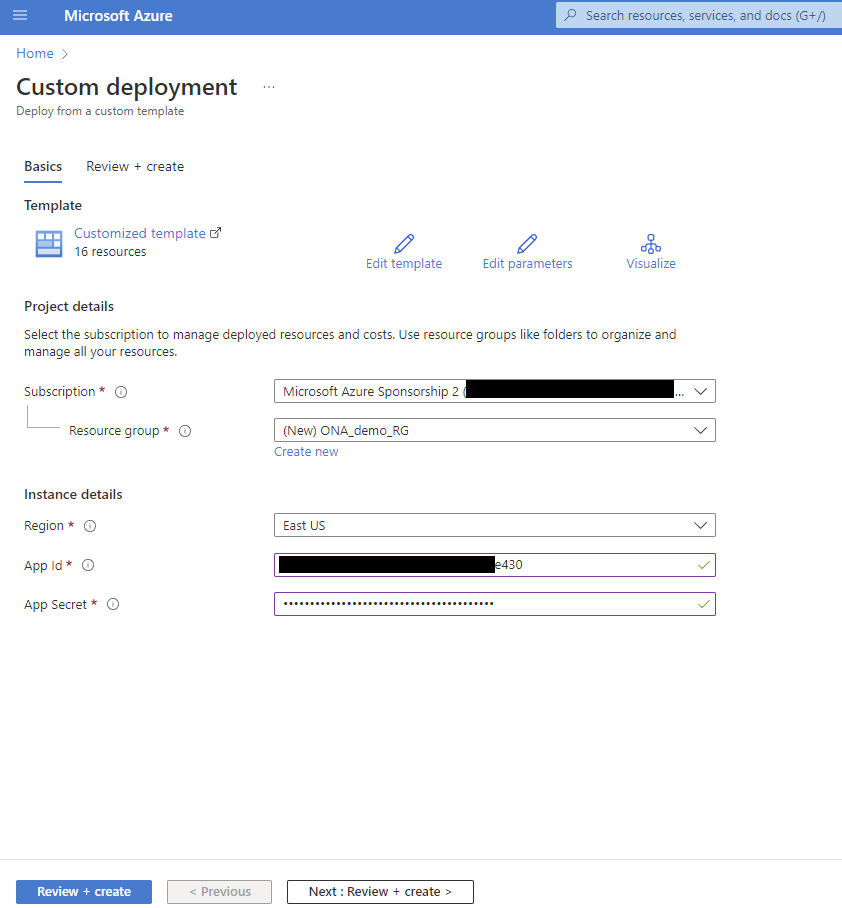 Microsoft Azure
Search resources, services, and docs (G+/)
Home
Custom deployment
...
Deploy from a custom template
Basics Review + create
Template
Customized template
16 resources
Edit template Edit parameters Visualize
Project details
Select the subscription to manage deployed resources and costs. Use resource groups like folders to organize and
manage all your resources.
Subscription *
Microsoft Azure Sponsorship 2 ( ...
Resource group *
(New) ONA_demo_RG
Create new
Instance details
Region *
East US
App Id *
e430
App Secret *
••••••••••••••••••••••••••••••••••••••••
Review + create
< Previous
Next : Review + create >